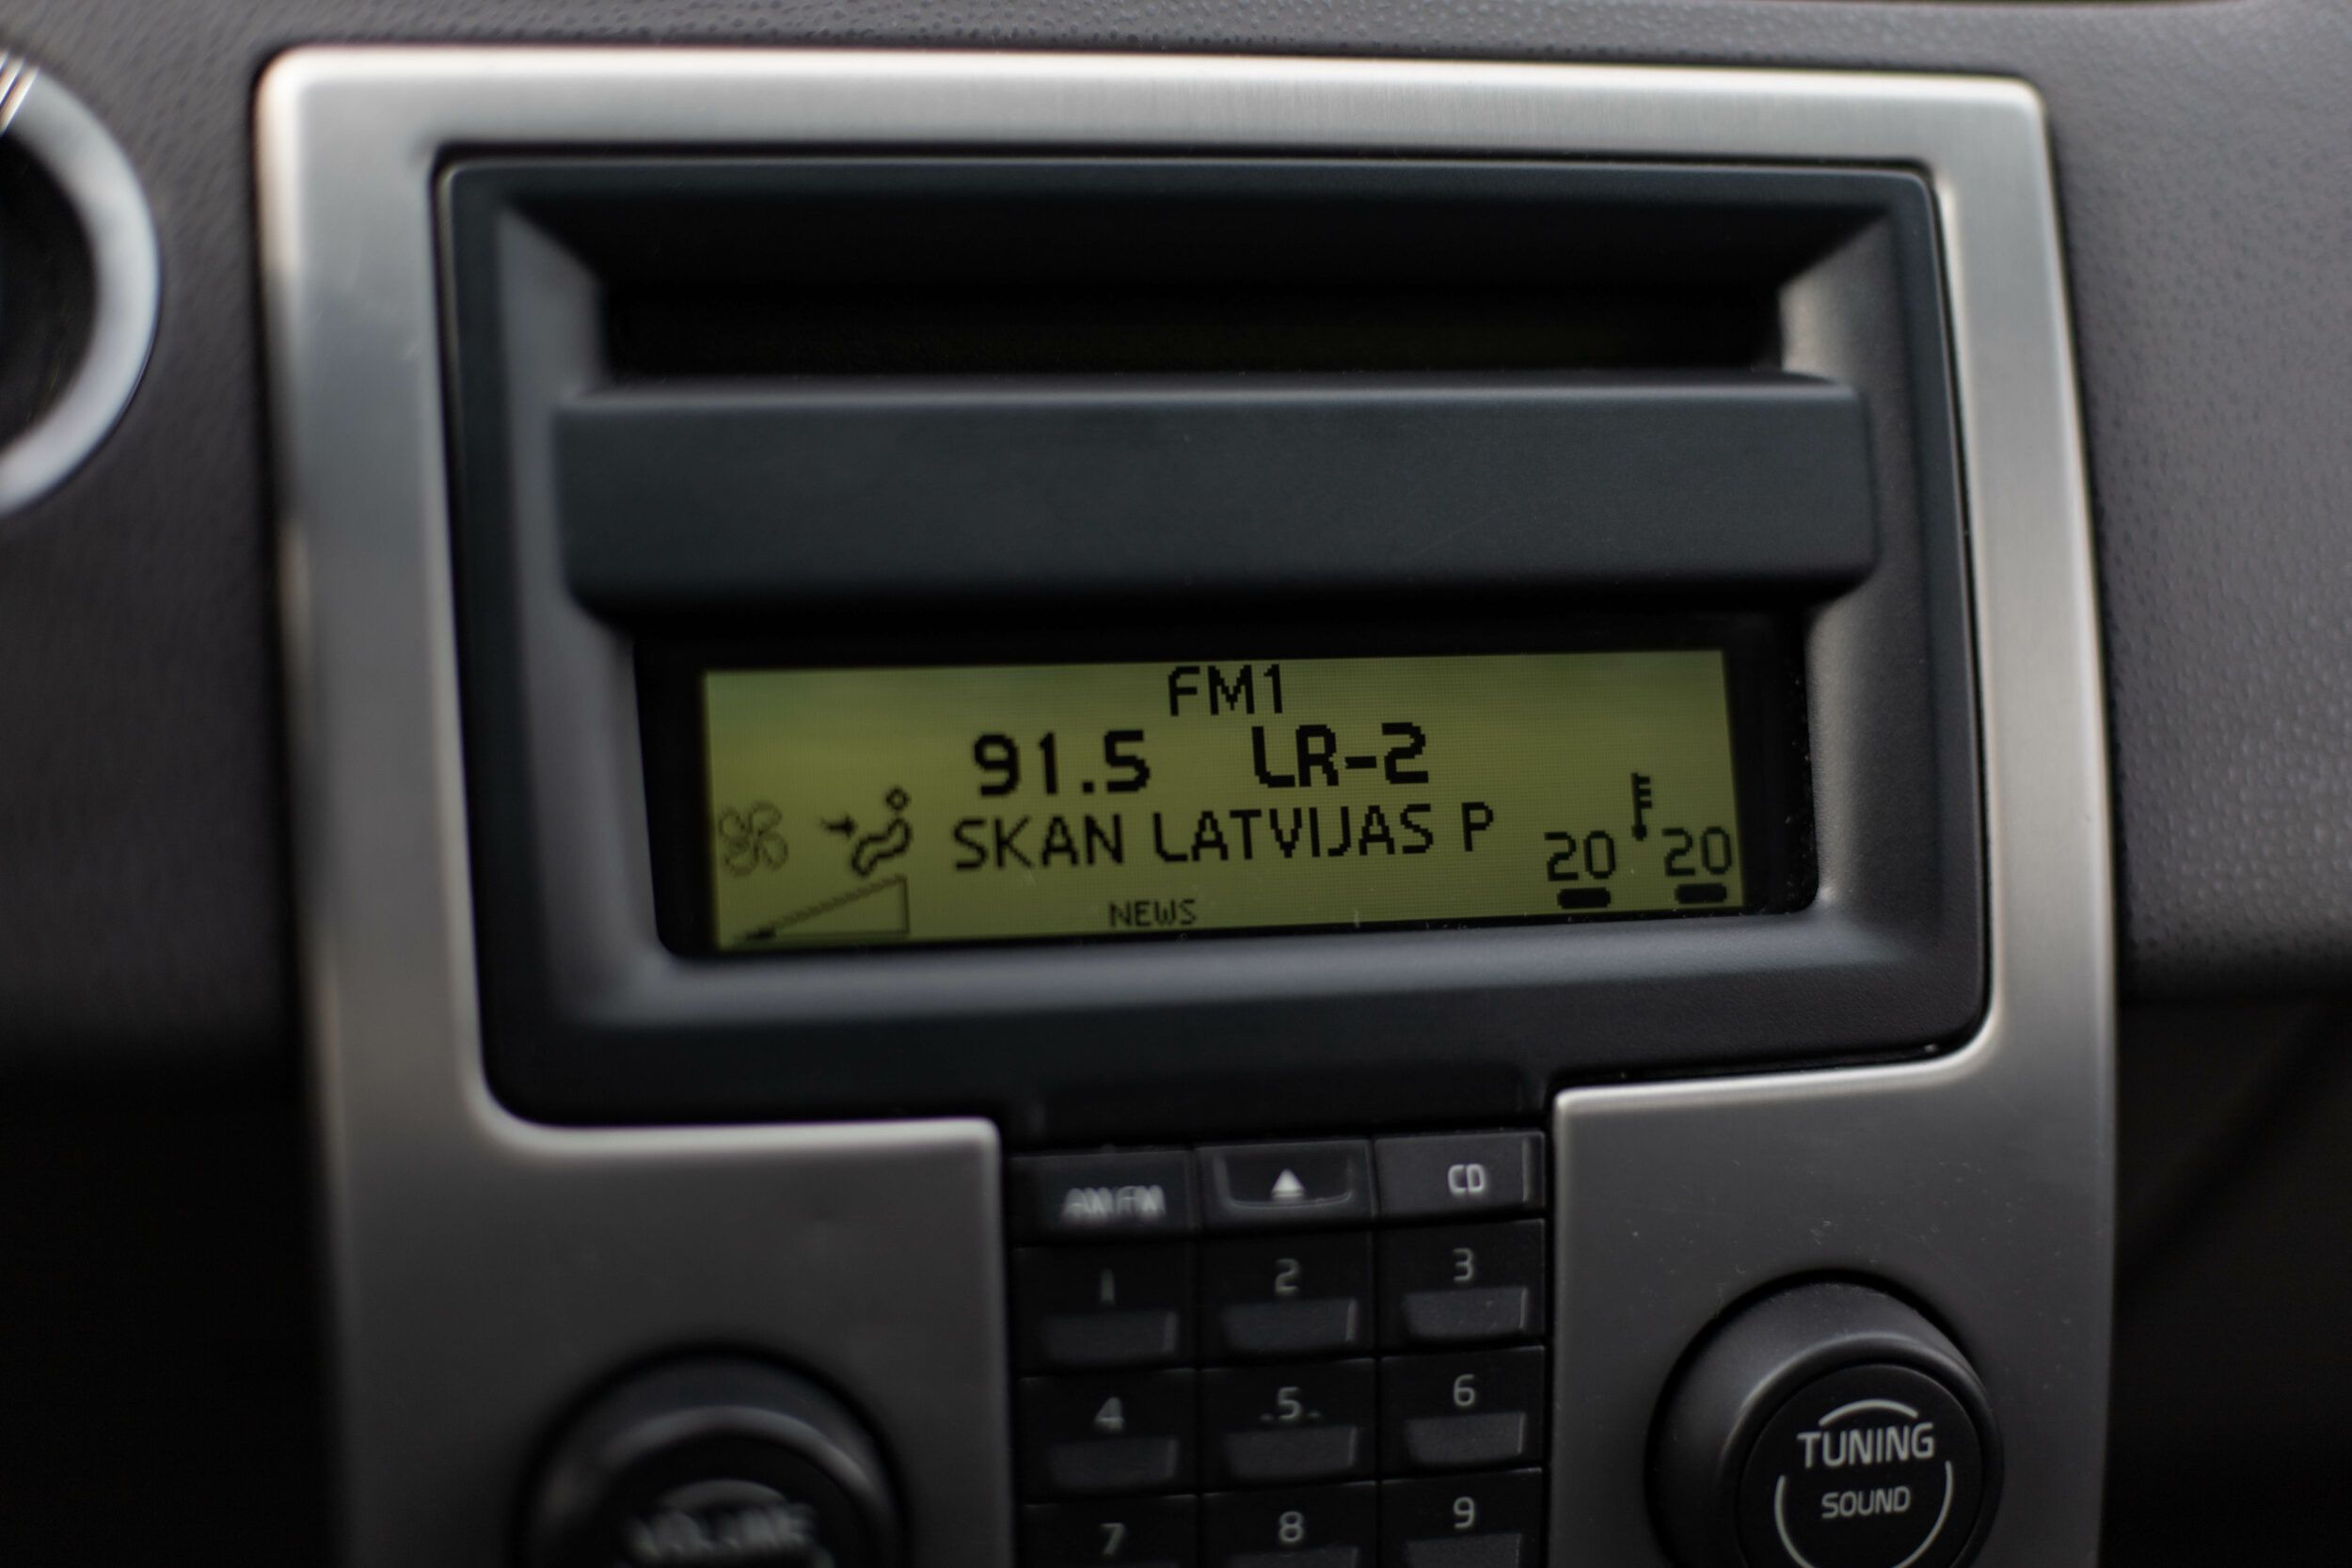 FM1
91.5 LR-2
SKAN LATVIJAS P
20 20
NEWS
AM/FM CD
1 2 3
4 5 6
7 8 9
VOLUME
TUNING
SOUND